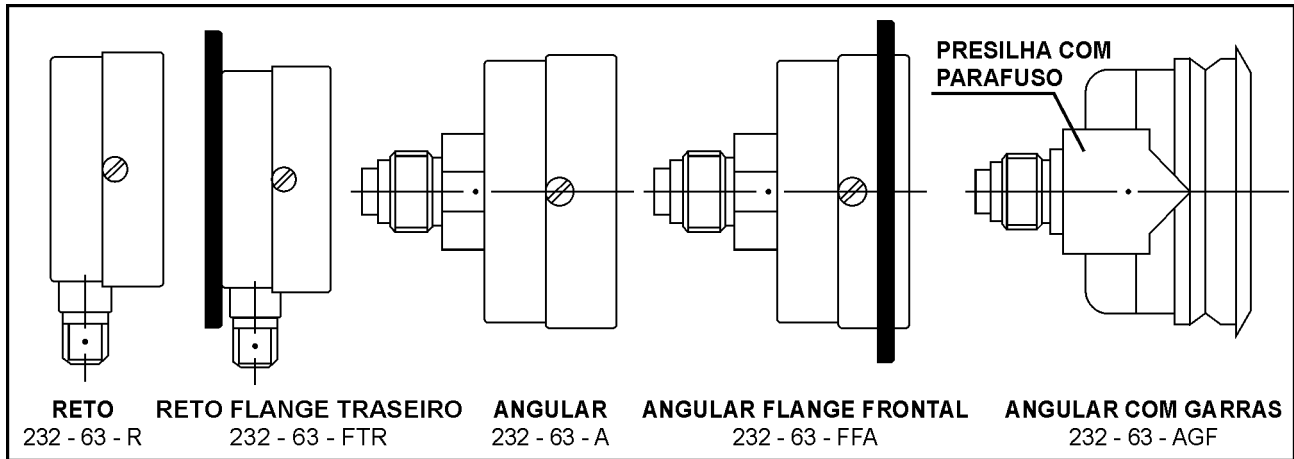 PRESILHA COM
PARAFUSO
RETO
232 - 63 - R
RETO FLANGE TRASEIRO
232 - 63 - FTR
ANGULAR
232 - 63 - A
ANGULAR FLANGE FRONTAL
232 - 63 - FFA
ANGULAR COM GARRAS
232 - 63 - AGF